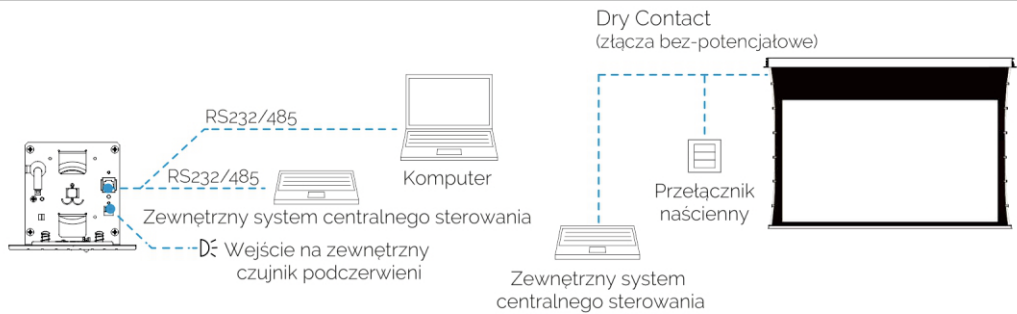 Dry Contact
(złącza bez-potencjałowe)
RS232/485
RS232/485
Komputer
Zewnętrzny system centralnego sterowania
Wejście na zewnętrzny
czujnik podczerwieni
Przełącznik
naścienny
Zewnętrzny system
centralnego sterowania